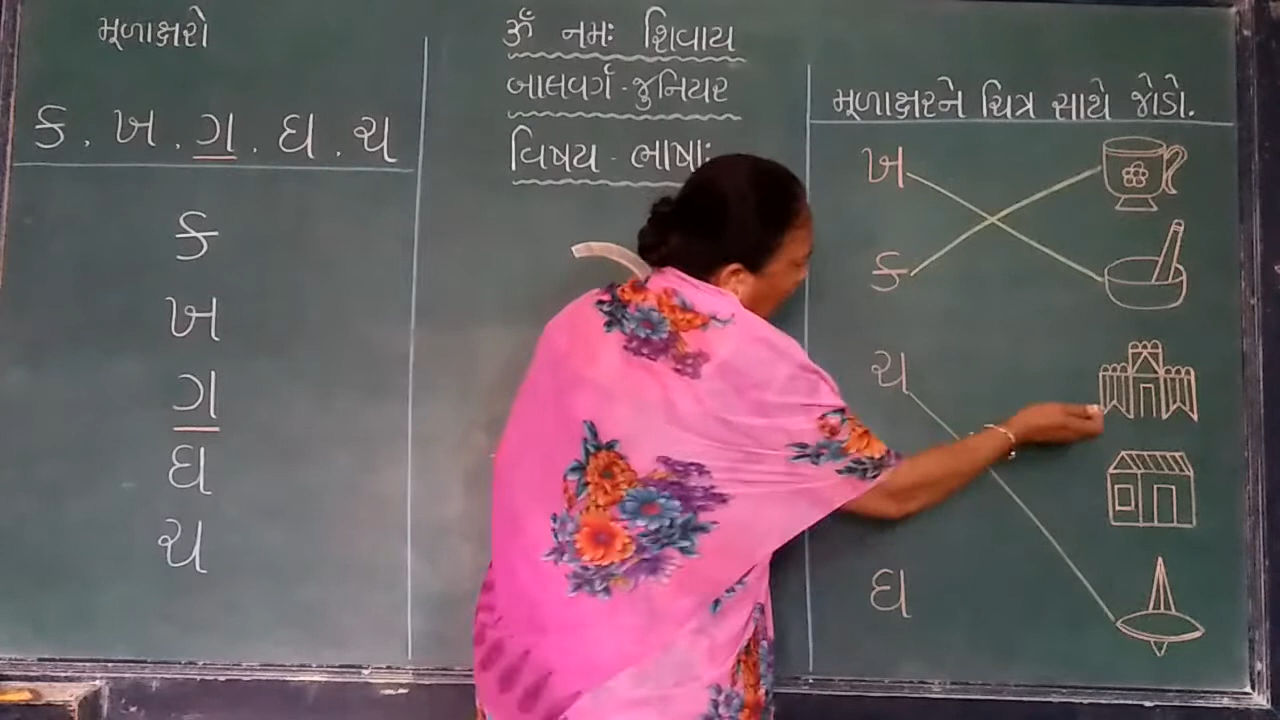 મૂળાક્ષરો
ક . ખ . ગ . ઘ . ચ
ક
ખ
ગ
ઘ
ચ
ૐ નમઃ શિવાય
બાલવર્ગ - જુનિયર
વિષય - ભાષાઃ
મૂળાક્ષરને ચિત્ર સાથે જોડો.
ખ
ક
ચ
ઘ